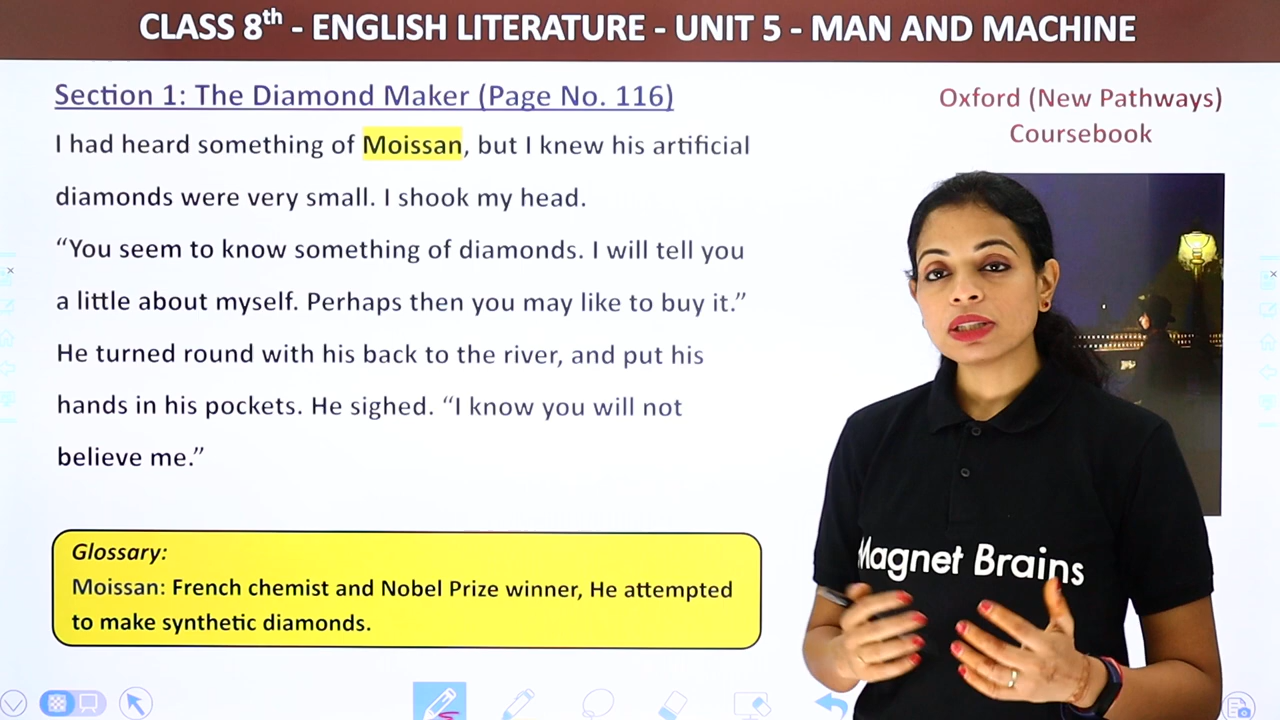 CLASS 8th - ENGLISH LITERATURE - UNIT 5 - MAN AND MACHINE
Section 1: The Diamond Maker (Page No. 116)
Oxford (New Pathways)
Coursebook
I had heard something of Moissan, but I knew his artificial
diamonds were very small. I shook my head.
“You seem to know something of diamonds. I will tell you
a little about myself. Perhaps then you may like to buy it.”
He turned round with his back to the river, and put his
hands in his pockets. He sighed. “I know you will not
believe me.”
Glossary:
Moissan: French chemist and Nobel Prize winner, He attempted
to make synthetic diamonds.
Magnet Brains